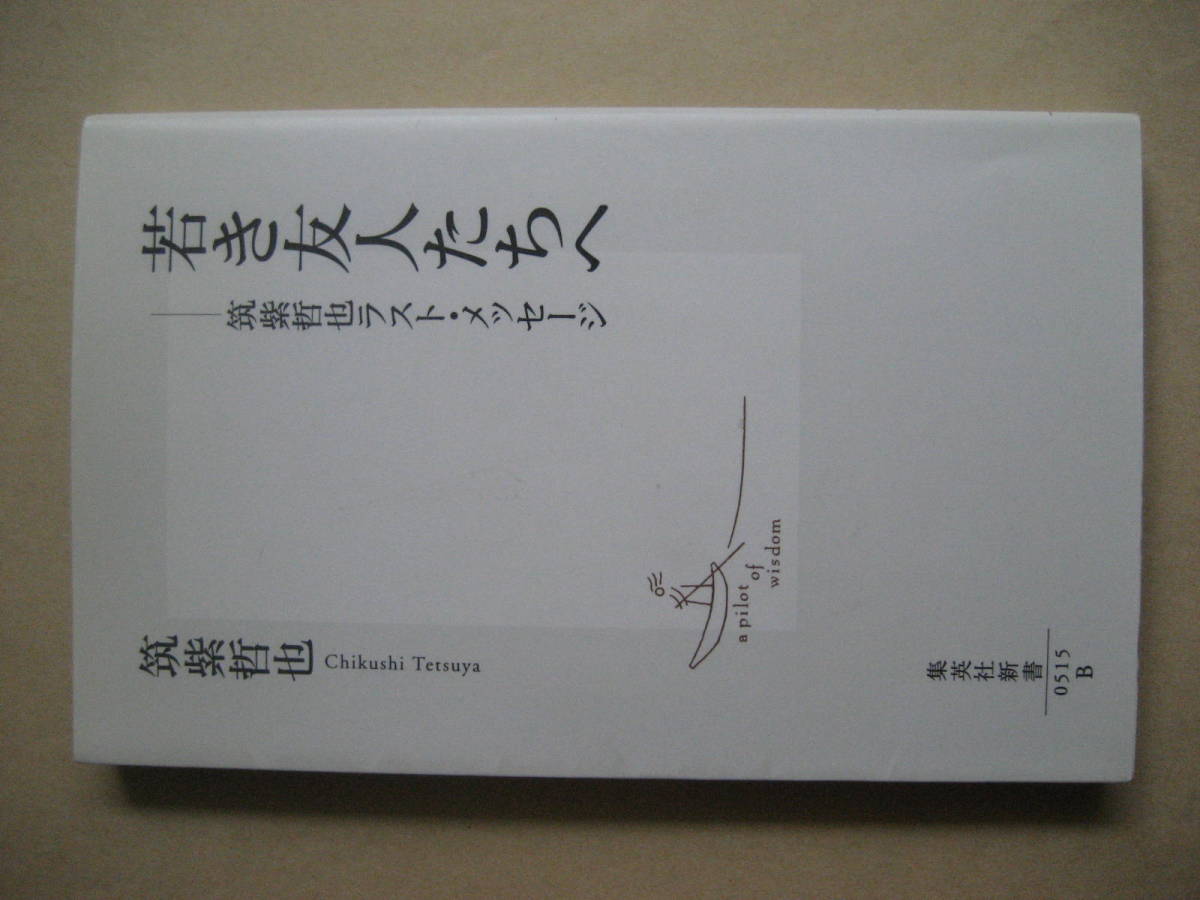 若き友人たちへ
──筑紫哲也ラスト・メッセージ
筑紫哲也 Chikushi Tetsuya
a pilot
of
wisdom
集英社新書
0515
B